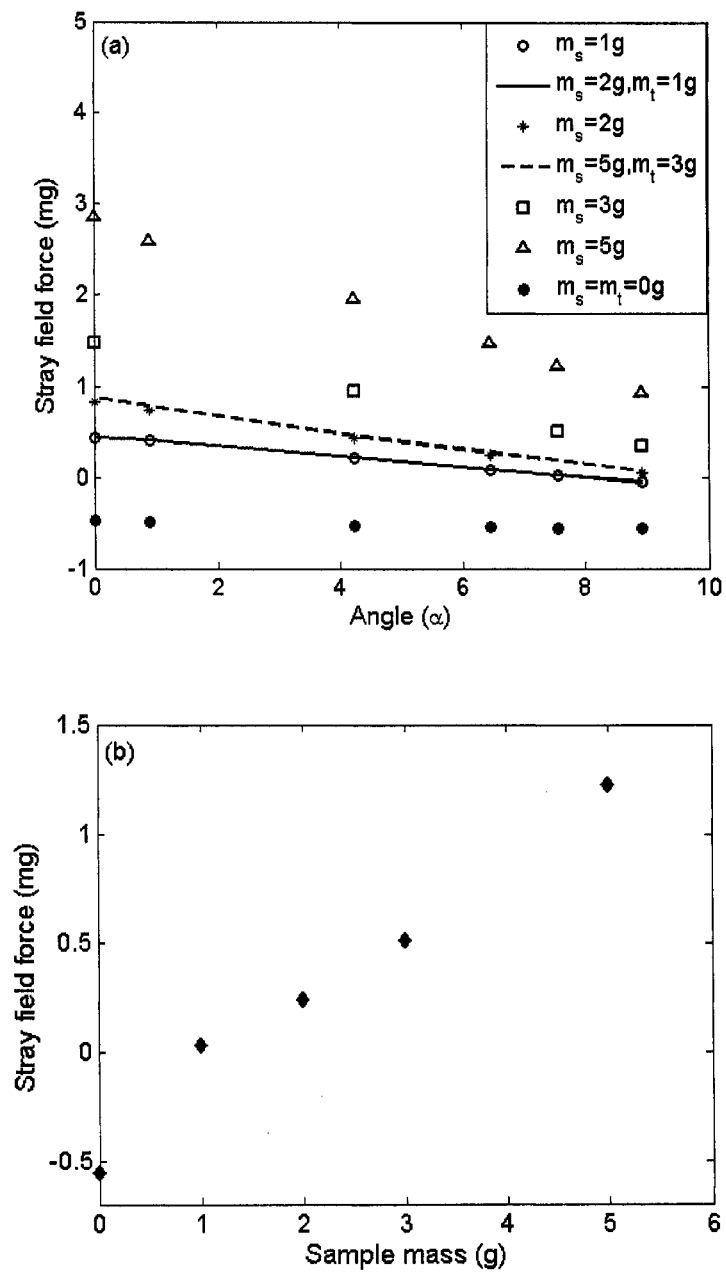 5
4
3
2
1
0
-1
Stray field force (mg)
(a)
m_s=1g
m_s=2g,m_t=1g
m_s=2g
m_s=5g,m_t=3g
m_s=3g
m_s=5g
m_s=m_t=0g
0 2 4 6 8 10
Angle (α)
1.5
1
0.5
0
-0.5
Stray field force (mg)
(b)
0 1 2 3 4 5 6
Sample mass (g)